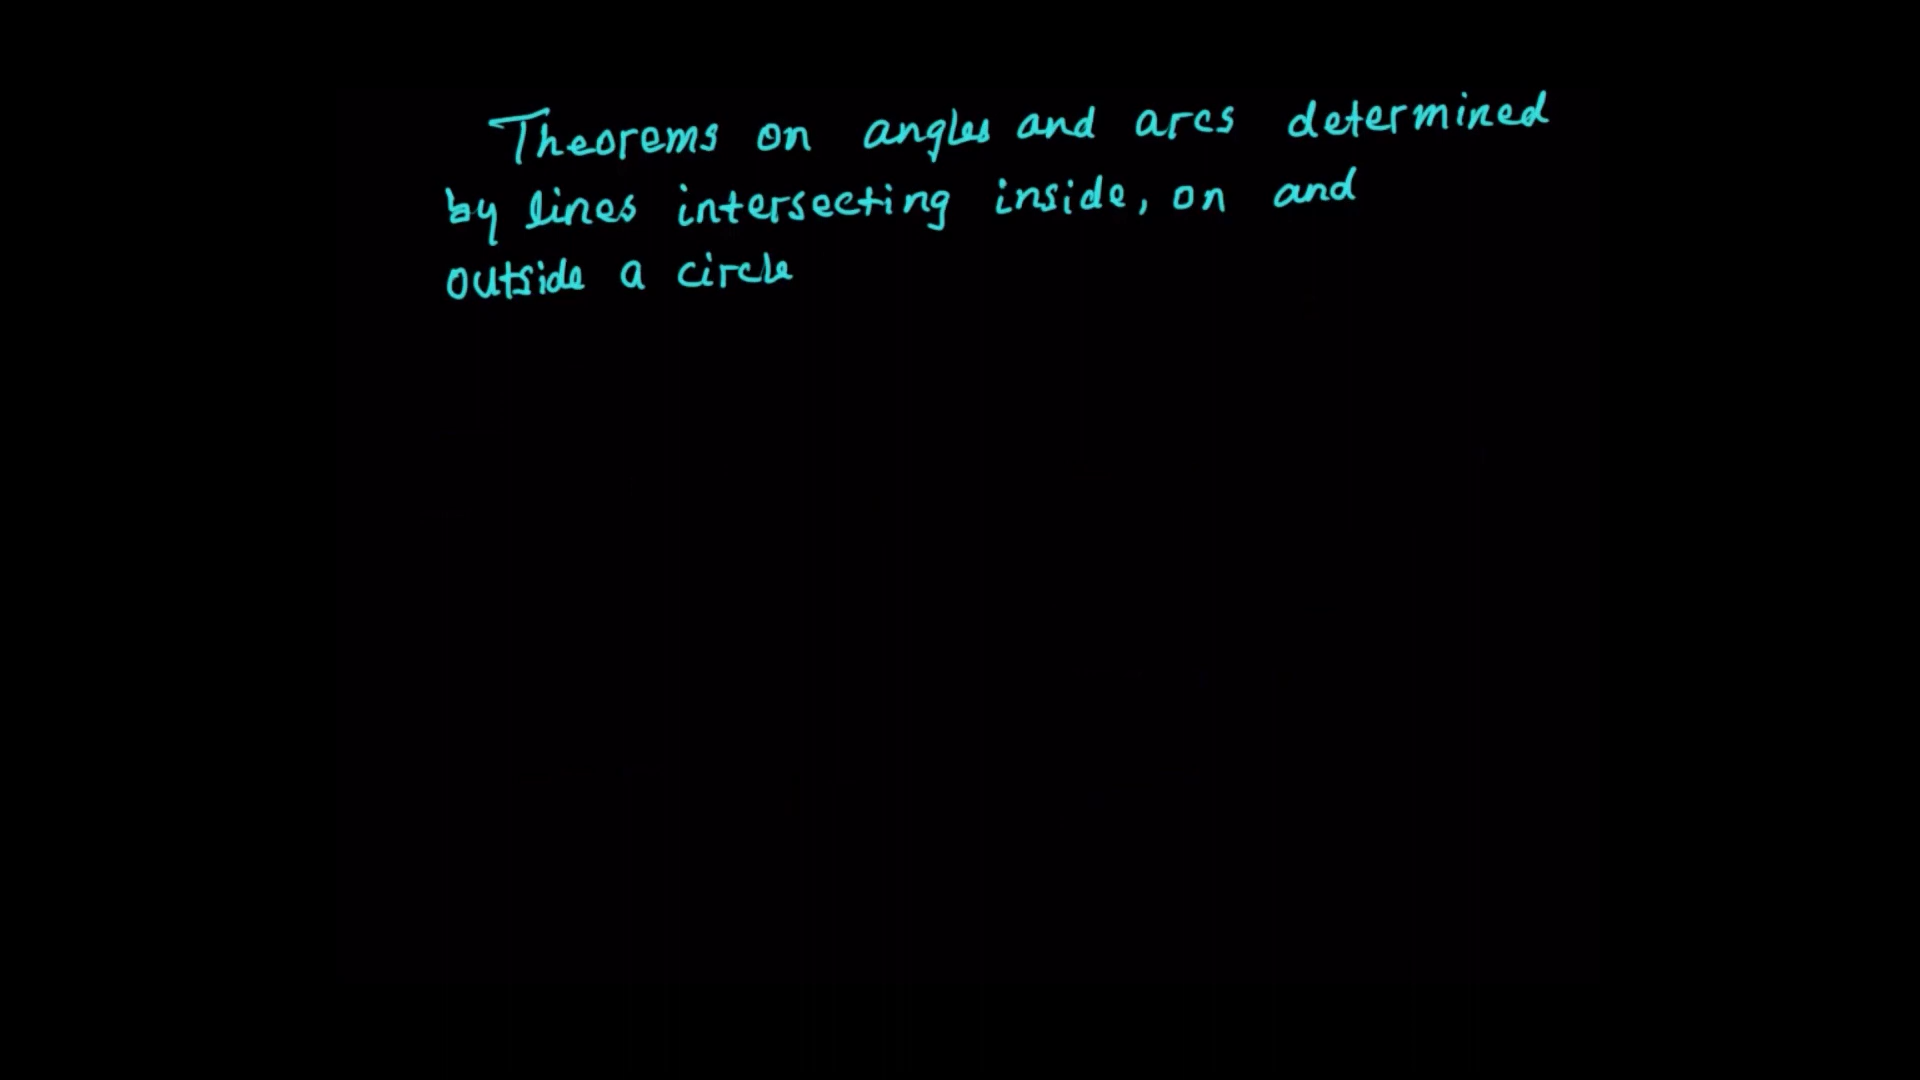 Theorems on angles and arcs determined
by lines intersecting inside, on and
outside a circle